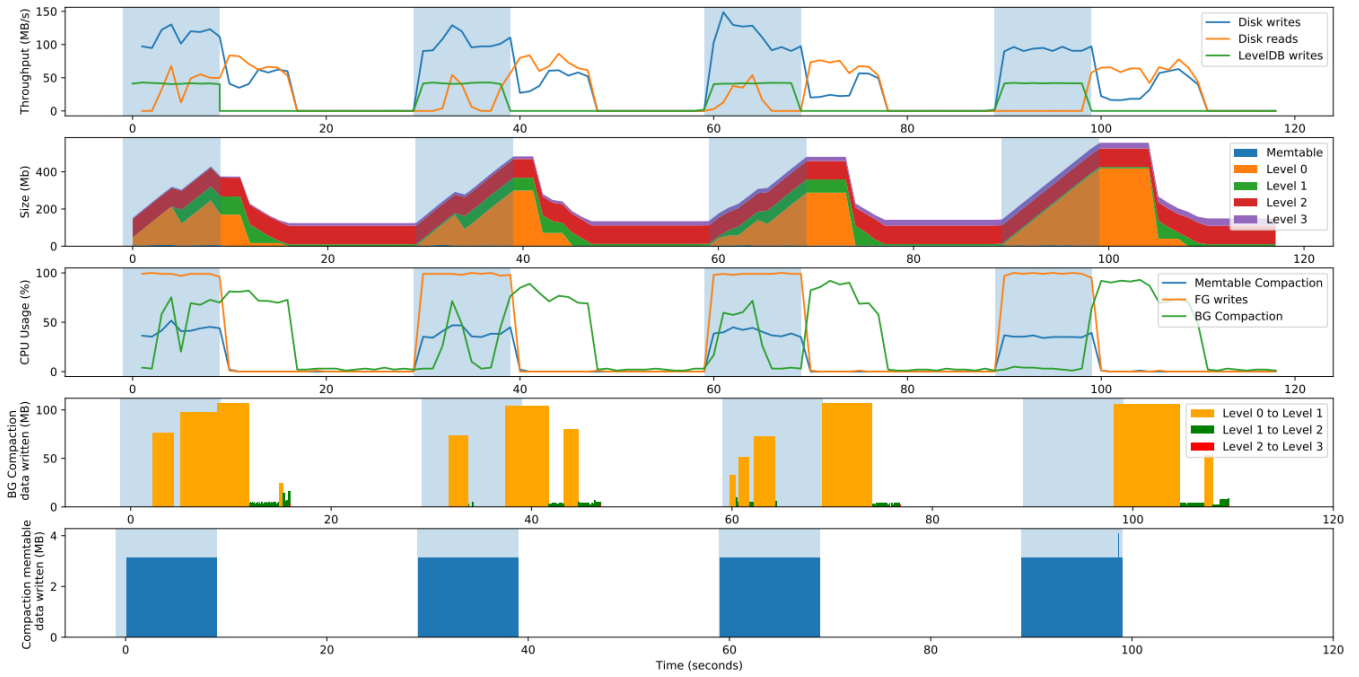 Throughput (MB/s)
150
100
50
0
Disk writes
Disk reads
LevelDB writes
0 20 40 60 80 100 120
Size (Mb)
400
200
0
Memtable
Level 0
Level 1
Level 2
Level 3
0 20 40 60 80 100 120
CPU Usage (%)
100
50
0
Memtable Compaction
FG writes
BG Compaction
0 20 40 60 80 100 120
BG Compaction
data written (MB)
100
50
0
Level 0 to Level 1
Level 1 to Level 2
Level 2 to Level 3
0 20 40 60 80 100 120
Compaction memtable
data written (MB)
4
2
0
0 20 40 60 80 100 120
Time (seconds)